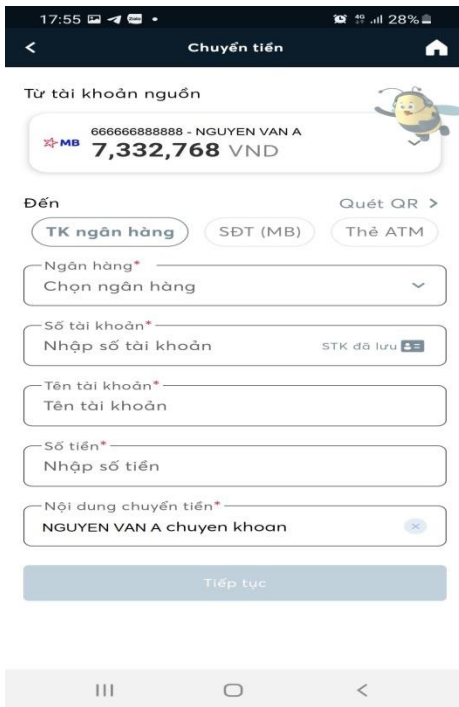 17:55
4G 28%
Chuyển tiền
Từ tài khoản nguồn
666666888888 - NGUYEN VAN A
MB 7,332,768 VND
Đến
Quét QR >
TK ngân hàng
SĐT (MB)
Thẻ ATM
Ngân hàng*
Chọn ngân hàng
Số tài khoản*
Nhập số tài khoản
STK đã lưu
Tên tài khoản*
Tên tài khoản
Số tiền*
Nhập số tiền
Nội dung chuyển tiền*
NGUYEN VAN A chuyen khoan
Tiếp tục